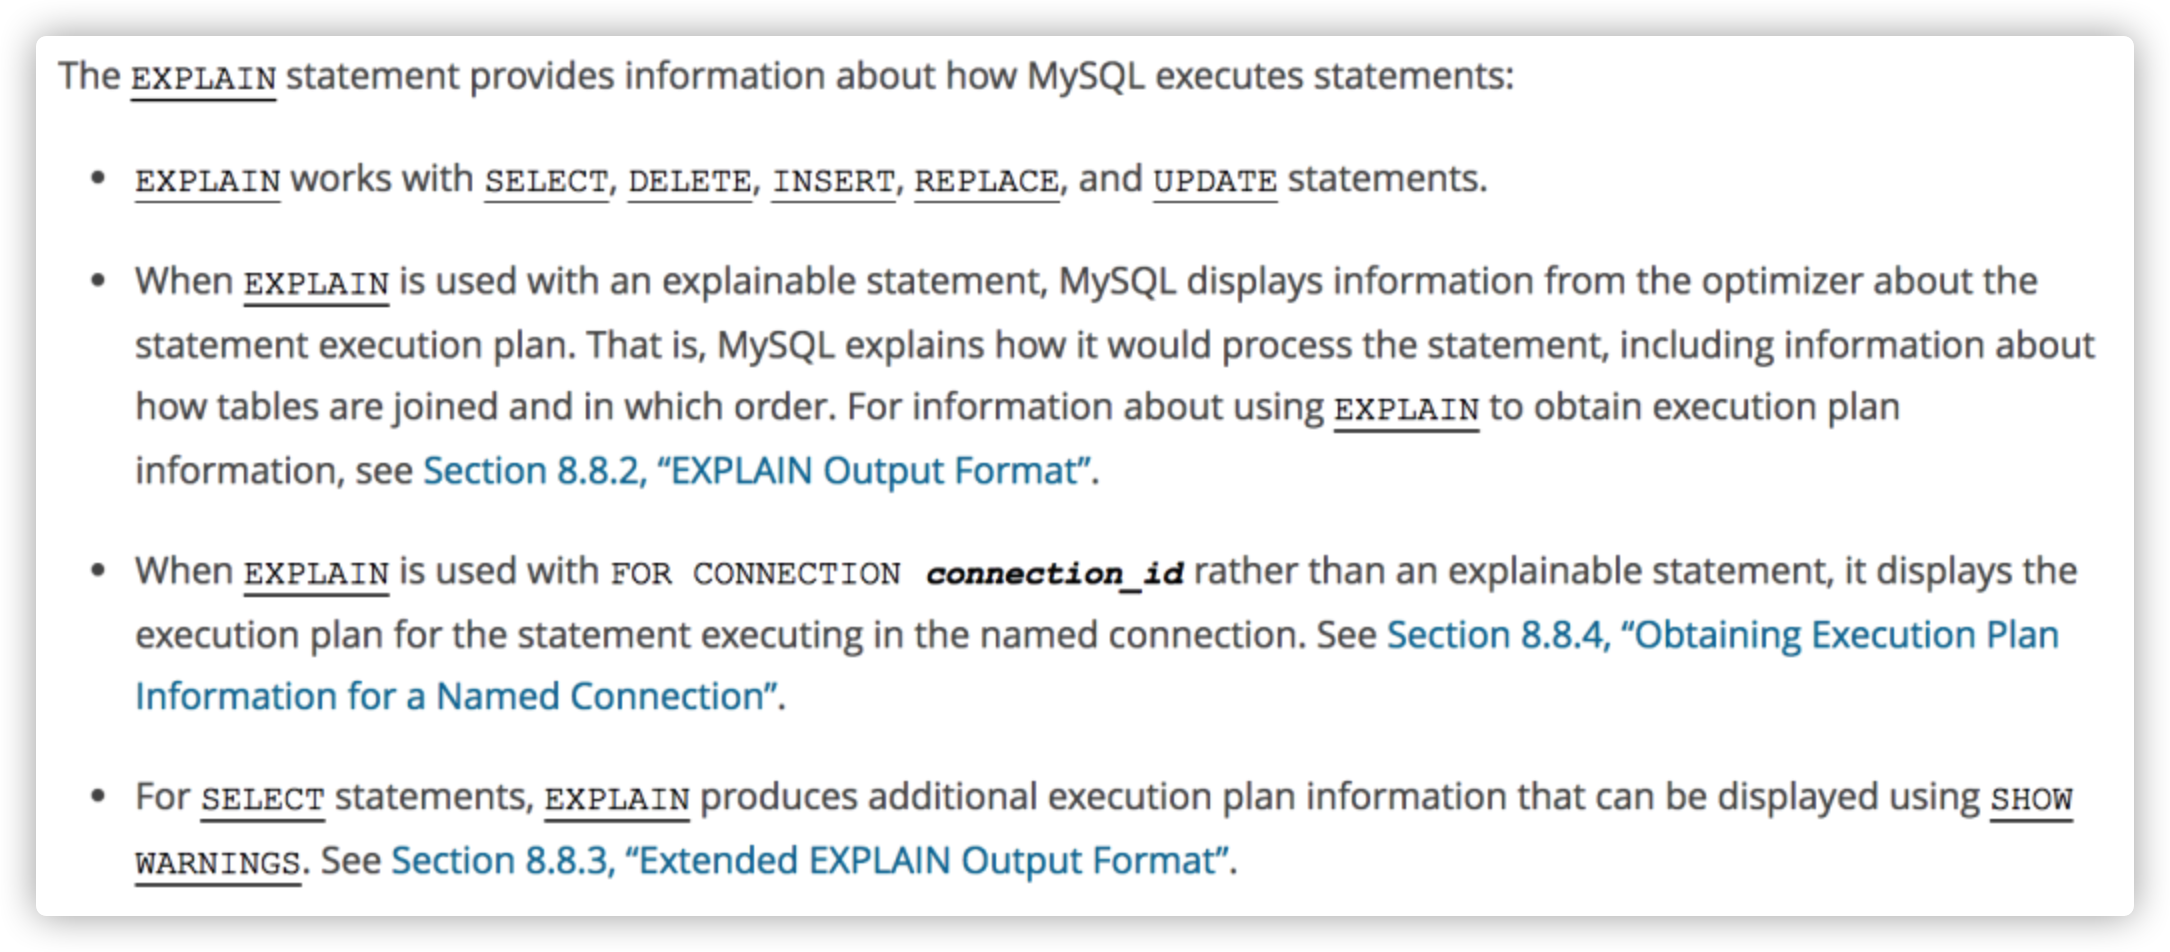 The EXPLAIN statement provides information about how MySQL executes statements:
• EXPLAIN works with SELECT, DELETE, INSERT, REPLACE, and UPDATE statements.
• When EXPLAIN is used with an explainable statement, MySQL displays information from the optimizer about the
statement execution plan. That is, MySQL explains how it would process the statement, including information about
how tables are joined and in which order. For information about using EXPLAIN to obtain execution plan
information, see Section 8.8.2, “EXPLAIN Output Format”.
• When EXPLAIN is used with FOR CONNECTION connection_id rather than an explainable statement, it displays the
execution plan for the statement executing in the named connection. See Section 8.8.4, “Obtaining Execution Plan
Information for a Named Connection”.
• For SELECT statements, EXPLAIN produces additional execution plan information that can be displayed using SHOW
WARNINGS. See Section 8.8.3, “Extended EXPLAIN Output Format”.